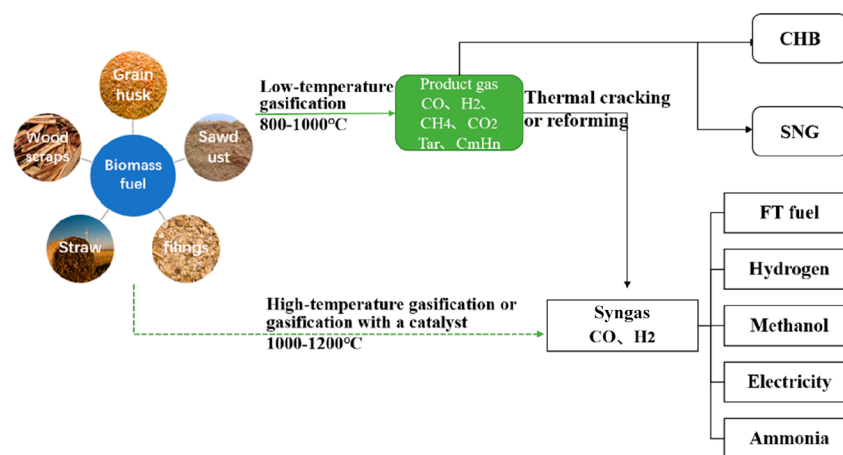 Grain
husk
Wood
scraps
Sawd
ust
Biomass
fuel
Straw
filings
Low-temperature
gasification
800-1000℃
Product gas
CO、H2、
CH4、CO2
Tar、CmHn
Thermal cracking
or reforming
CHB
SNG
High-temperature gasification or
gasification with a catalyst
1000-1200℃
Syngas
CO、H2
FT fuel
Hydrogen
Methanol
Electricity
Ammonia